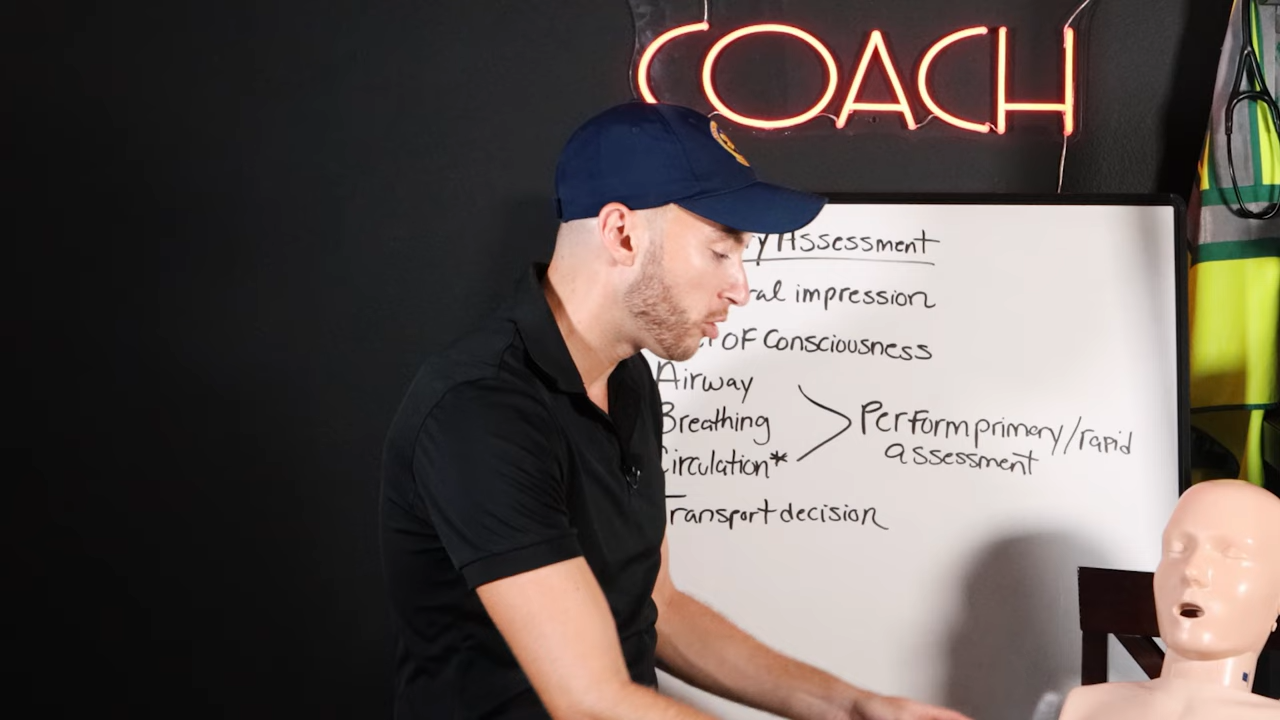 COACH
Assessment
impression
OF Consciousness
Airway
Breathing
Circulation*
Perform primary/rapid
assessment
Transport decision